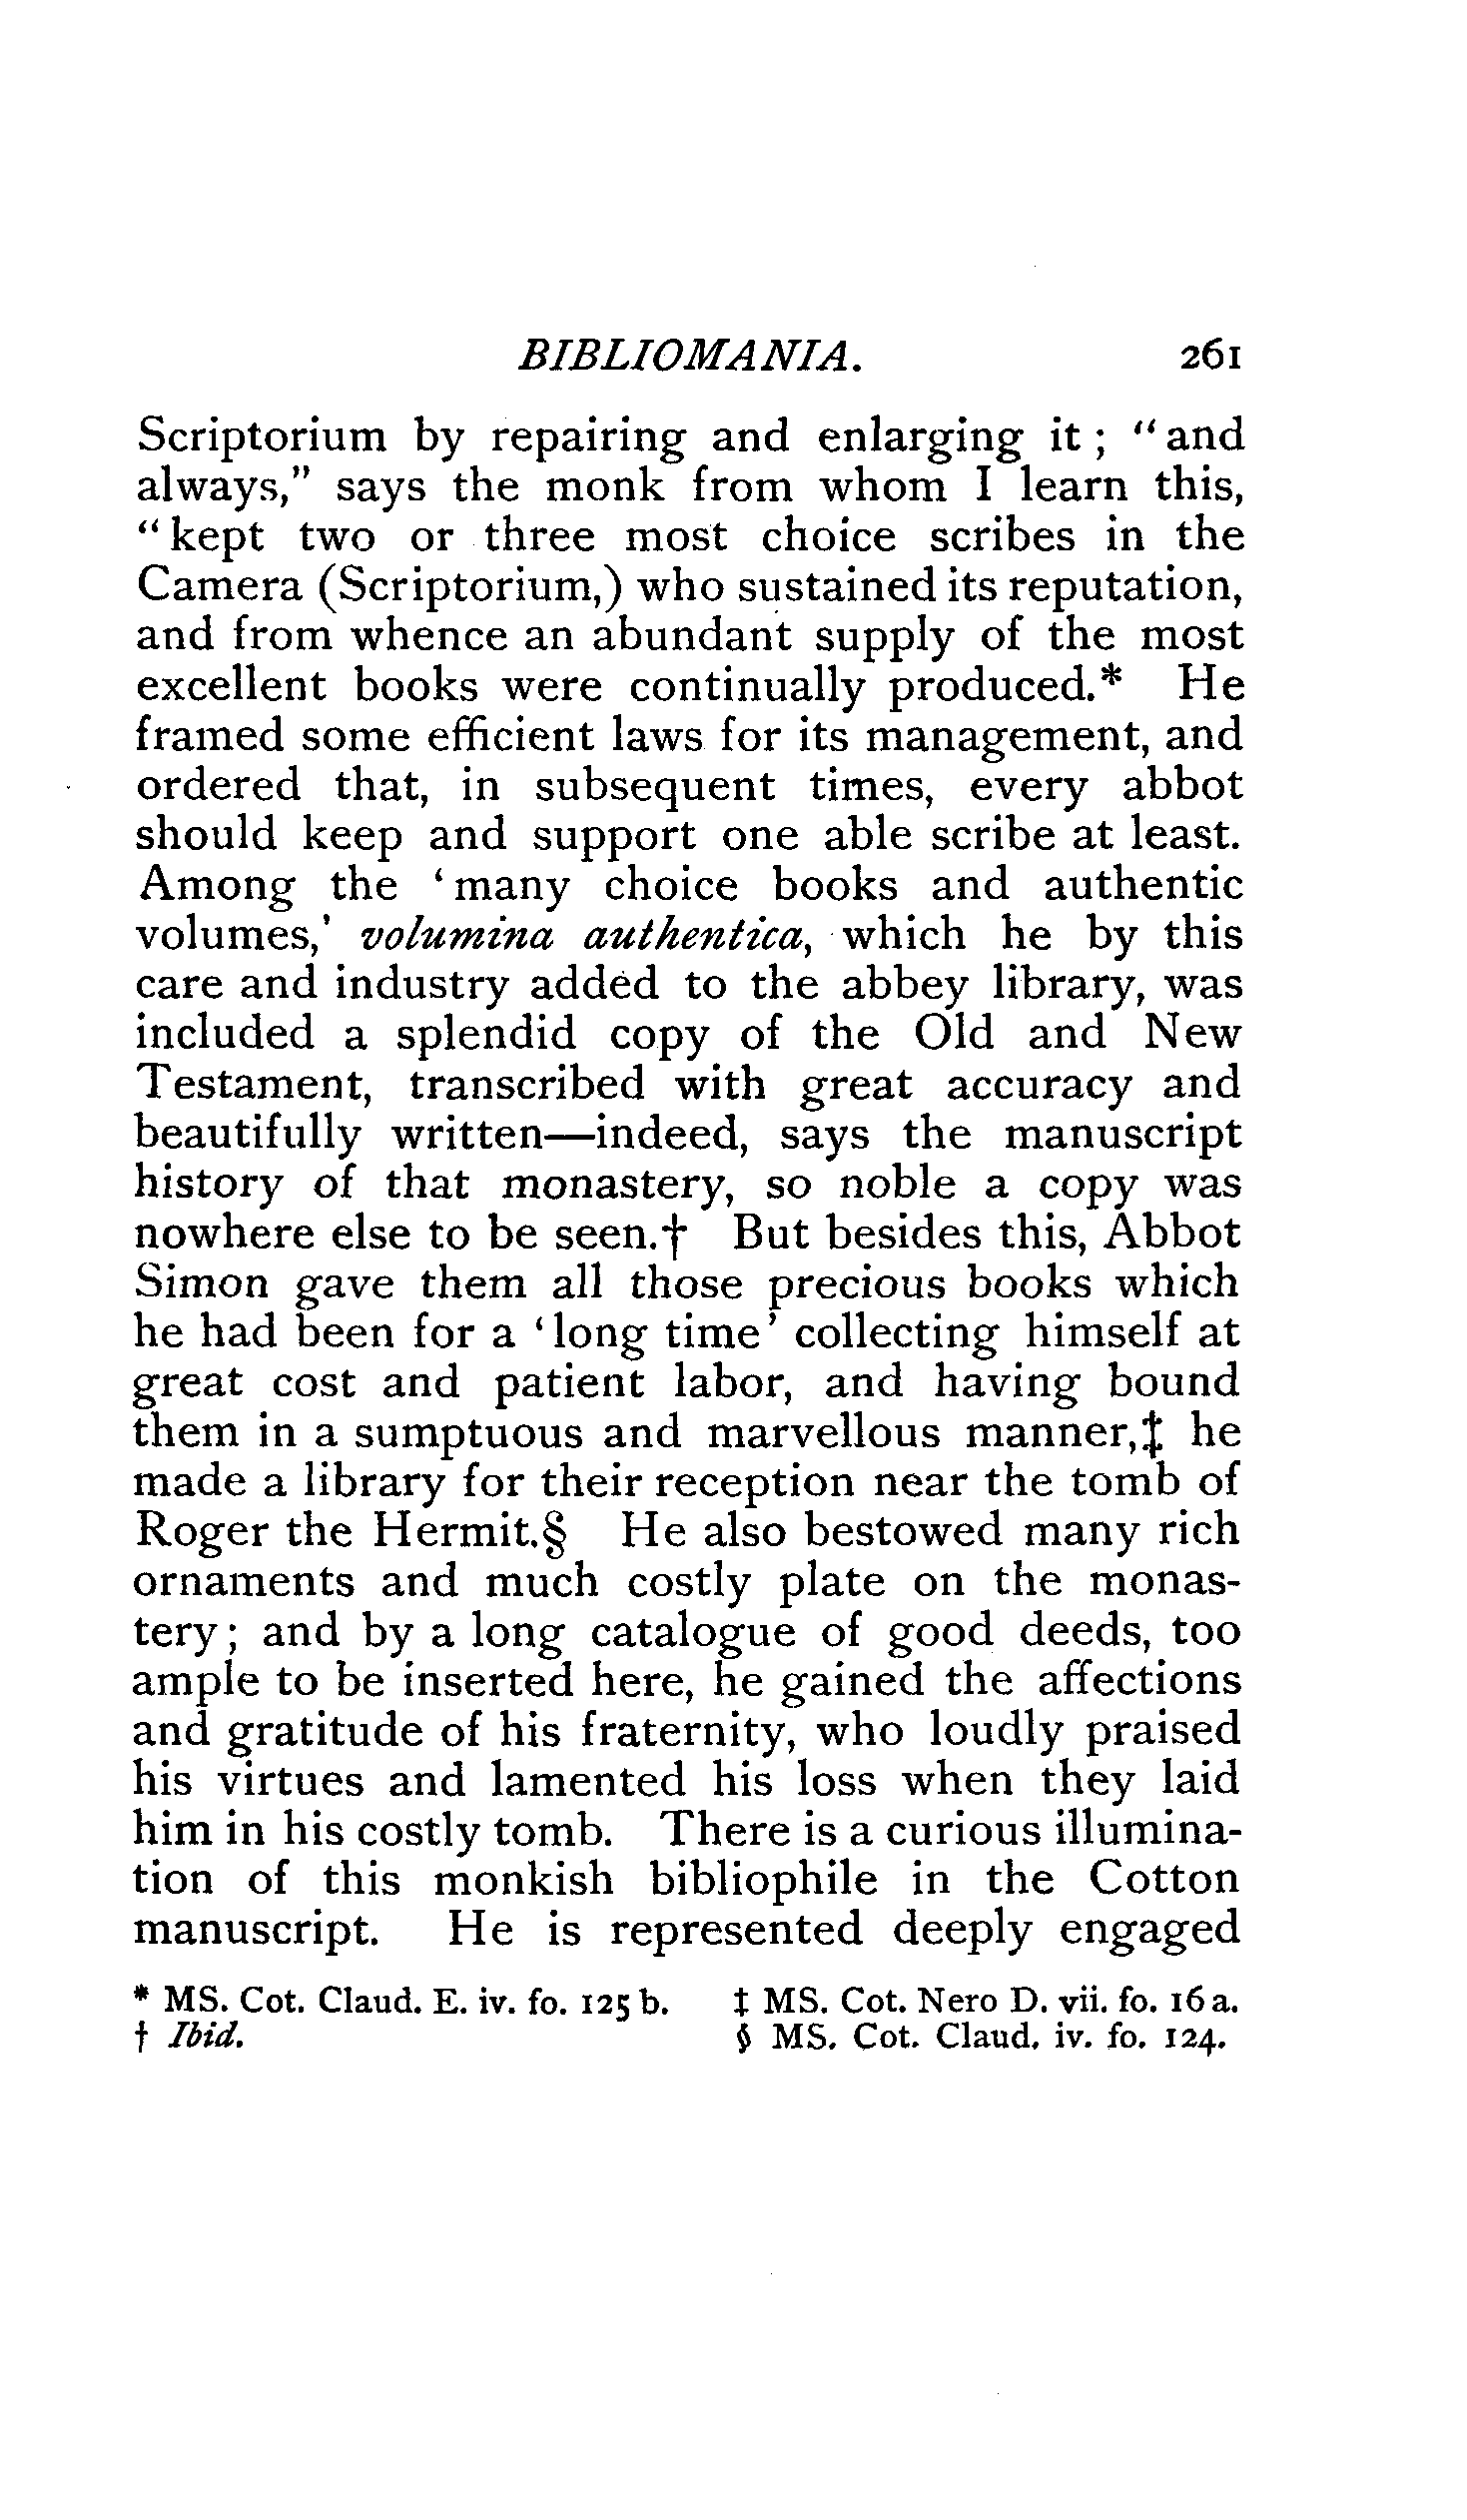 BIBLIOMANIA. 261
Scriptorium by repairing and enlarging it; "and
always," says the monk from whom I learn this,
"kept two or three most choice scribes in the
Camera (Scriptorium,) who sustained its reputation,
and from whence an abundant supply of the most
excellent books were continually produced.* He
framed some efficient laws for its management, and
ordered that, in subsequent times, every abbot
should keep and support one able scribe at least.
Among the 'many choice books and authentic
volumes,' volumina authentica, which he by this
care and industry added to the abbey library, was
included a splendid copy of the Old and New
Testament, transcribed with great accuracy and
beautifully written—indeed, says the manuscript
history of that monastery, so noble a copy was
nowhere else to be seen.† But besides this, Abbot
Simon gave them all those precious books which
he had been for a 'long time' collecting himself at
great cost and patient labor, and having bound
them in a sumptuous and marvellous manner,‡ he
made a library for their reception near the tomb of
Roger the Hermit.§ He also bestowed many rich
ornaments and much costly plate on the monas-
tery; and by a long catalogue of good deeds, too
ample to be inserted here, he gained the affections
and gratitude of his fraternity, who loudly praised
his virtues and lamented his loss when they laid
him in his costly tomb. There is a curious illumina-
tion of this monkish bibliophile in the Cotton
manuscript. He is represented deeply engaged
* MS. Cot. Claud. E. iv. fo. 125 b.
† Ibid.
‡ MS. Cot. Nero D. vii. fo. 16 a.
§ MS. Cot. Claud. iv. fo. 124.